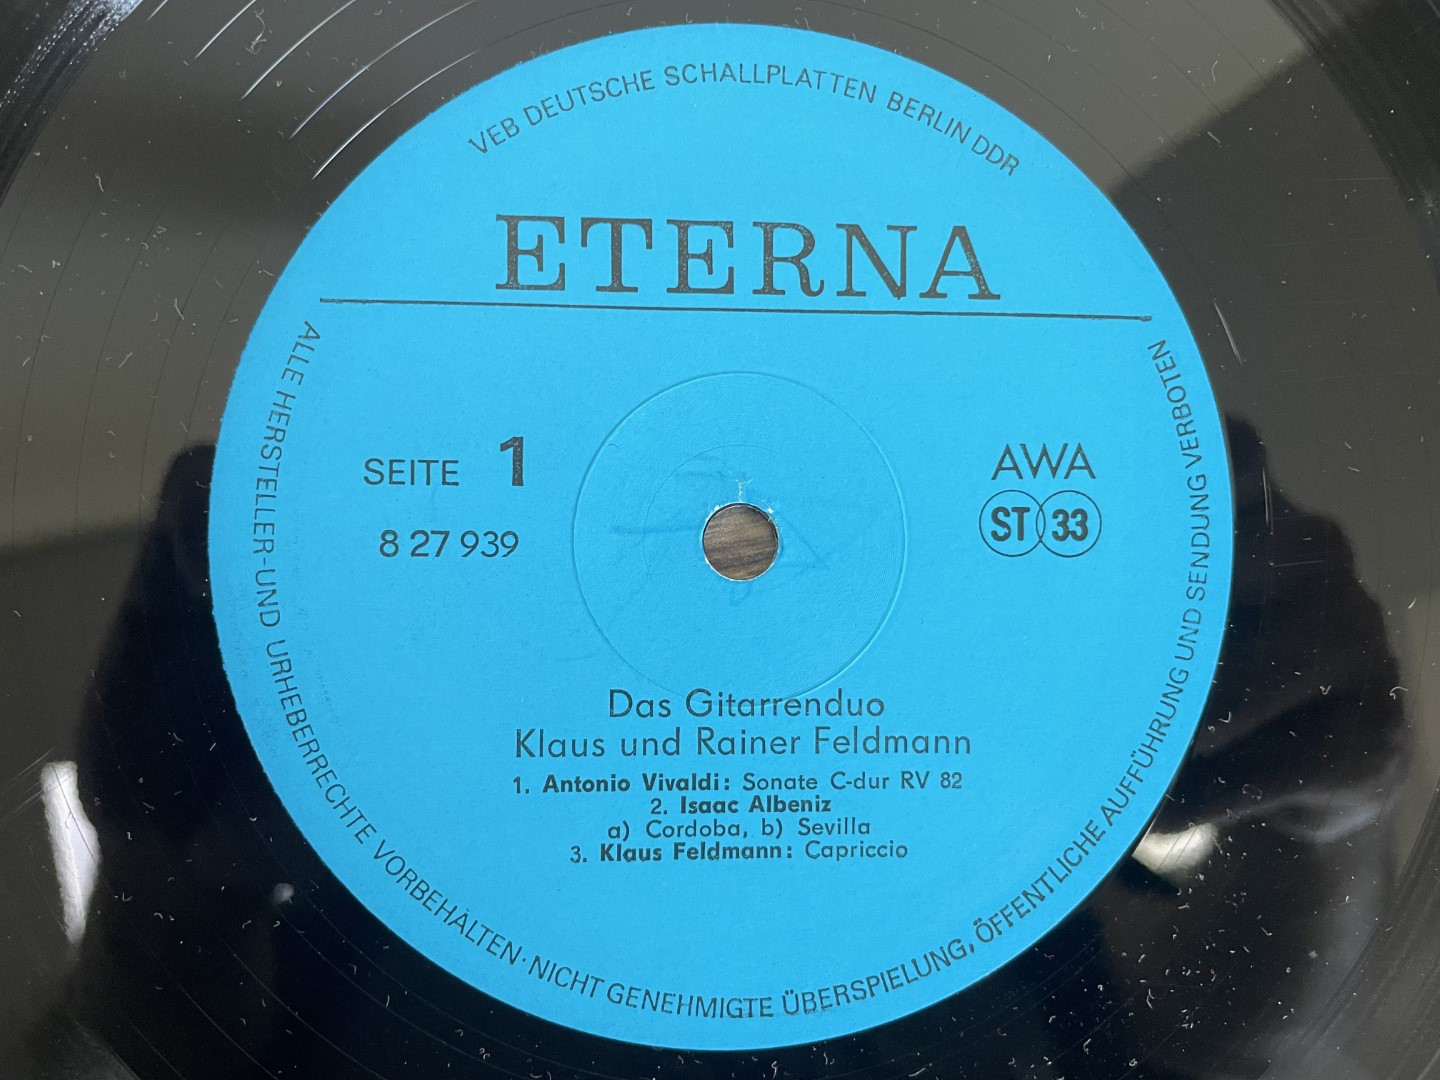 VEB DEUTSCHE SCHALLPLATTEN BERLIN DDR
ETERNA
SEITE 1
8 27 939
AWA
ST 33
Das Gitarrenduo
Klaus und Rainer Feldmann
1. Antonio Vivaldi: Sonate C-dur RV 82
2. Isaac Albeniz
a) Cordoba, b) Sevilla
3. Klaus Feldmann: Capriccio
ALLE HERSTELLER-UND URHEBERRECHTE VORBEHALTEN · NICHT GENEHMIGTE ÜBERSPIELUNG, ÖFFENTLICHE AUFFÜHRUNG UND SENDUNG VERBOTEN